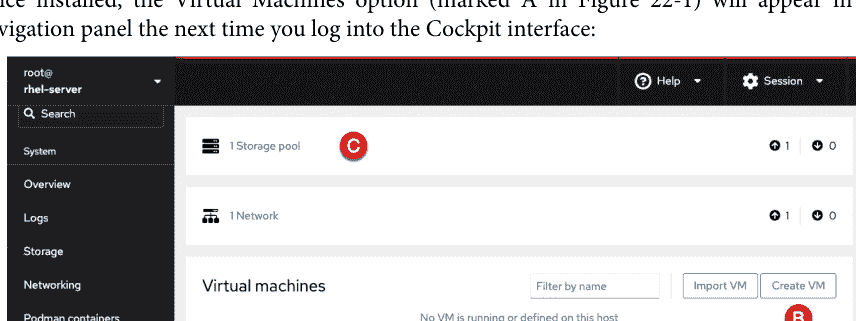 installed, the Virtual Machines option (marked A in Figure 22-1) will appear in
navigation panel the next time you log into the Cockpit interface:
root@
rhel-server
Help
Session
Search
System
1 Storage pool
C
1
0
Overview
Logs
1 Network
1
0
Storage
Networking
Virtual machines
Filter by name
Import VM
Create VM
Podman containers
No VM is running or defined on this host
B